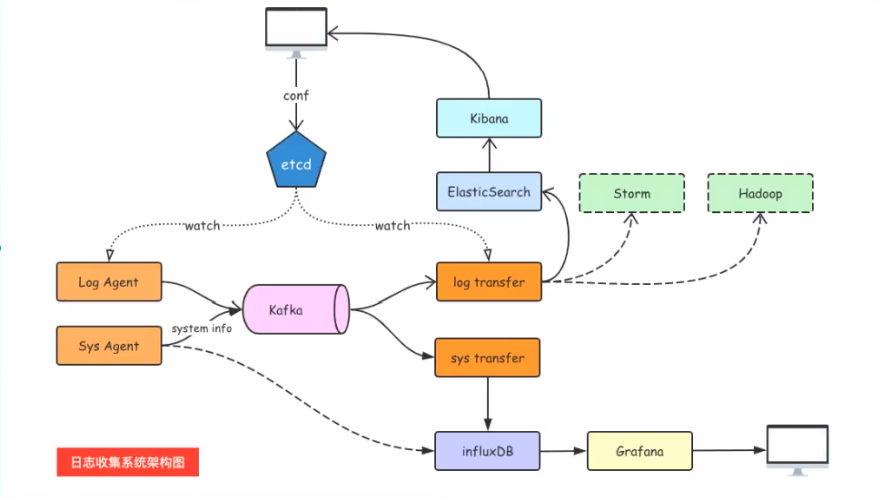 conf
Kibana
etcd
ElasticSearch
Storm
Hadoop
watch
watch
Log Agent
log transfer
Kafka
system info
Sys Agent
sys transfer
influxDB
Grafana
日志收集系统架构图